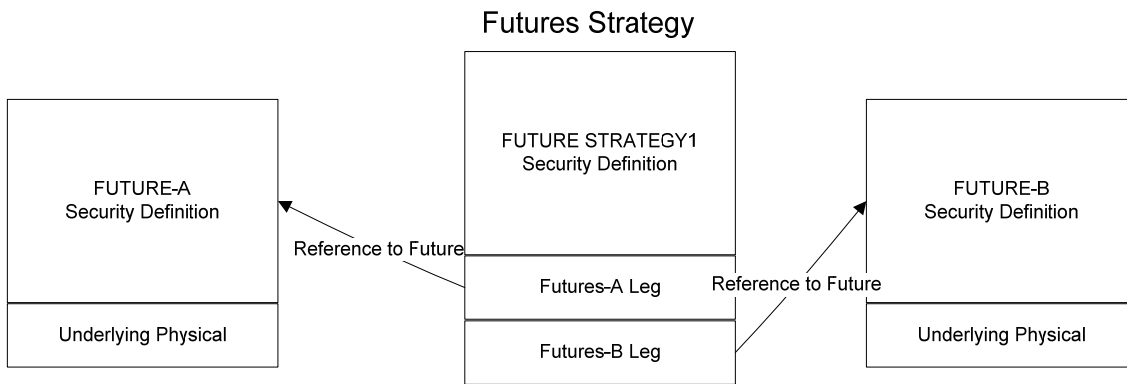 Futures Strategy
FUTURE-A
Security Definition
Underlying Physical
Reference to Future
FUTURE STRATEGY1
Security Definition
Futures-A Leg
Futures-B Leg
Reference to Future
FUTURE-B
Security Definition
Underlying Physical